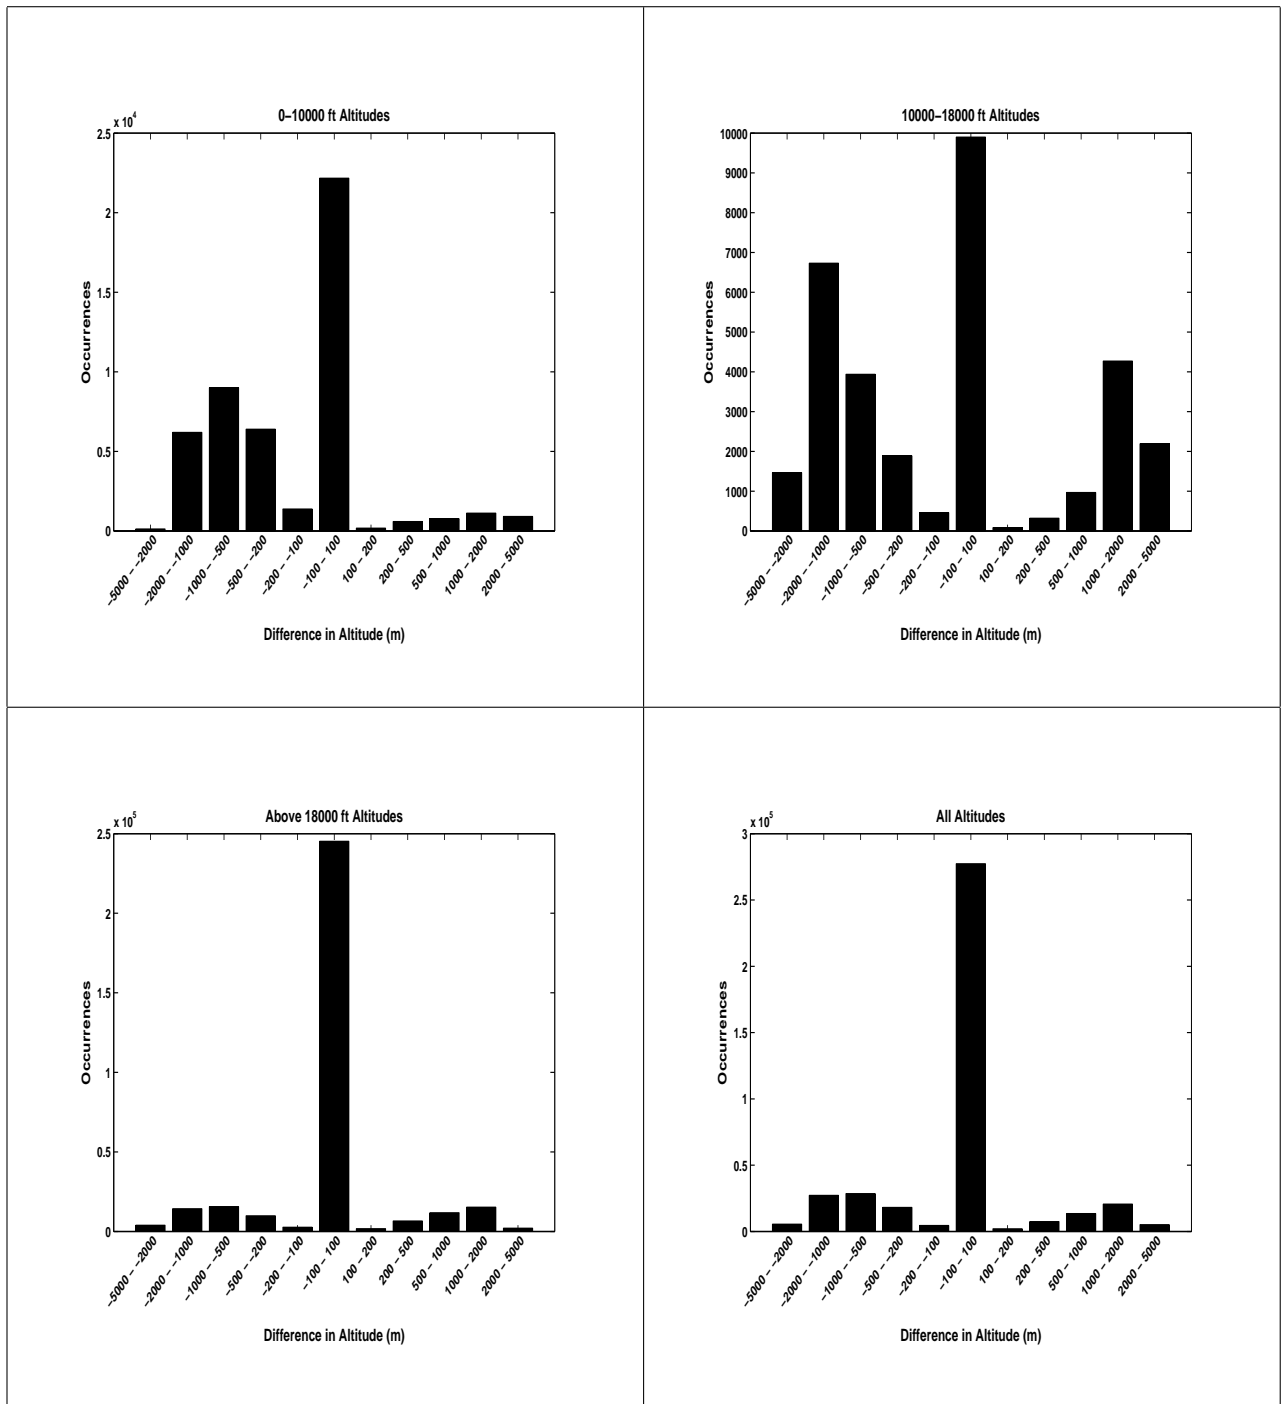 0–10000 ft Altitudes
x 10^4
2.5
2
1.5
1
0.5
0
Occurrences
–5000 – –2000
–2000 – –1000
–1000 – –500
–500 – –200
–200 – –100
–100 – 100
100 – 200
200 – 500
500 – 1000
1000 – 2000
2000 – 5000
Difference in Altitude (m)
10000–18000 ft Altitudes
10000
9000
8000
7000
6000
5000
4000
3000
2000
1000
0
Occurrences
–5000 – –2000
–2000 – –1000
–1000 – –500
–500 – –200
–200 – –100
–100 – 100
100 – 200
200 – 500
500 – 1000
1000 – 2000
2000 – 5000
Difference in Altitude (m)
Above 18000 ft Altitudes
x 10^5
2.5
2
1.5
1
0.5
0
Occurrences
–5000 – –2000
–2000 – –1000
–1000 – –500
–500 – –200
–200 – –100
–100 – 100
100 – 200
200 – 500
500 – 1000
1000 – 2000
2000 – 5000
Difference in Altitude (m)
All Altitudes
x 10^5
3
2.5
2
1.5
1
0.5
0
Occurrences
–5000 – –2000
–2000 – –1000
–1000 – –500
–500 – –200
–200 – –100
–100 – 100
100 – 200
200 – 500
500 – 1000
1000 – 2000
2000 – 5000
Difference in Altitude (m)